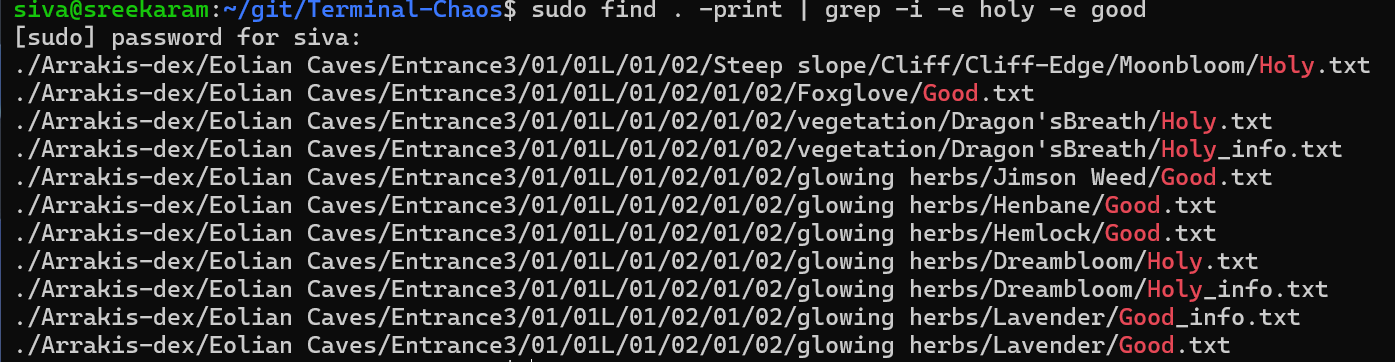 siva@sreekaram:~/git/Terminal-Chaos$ sudo find . -print | grep -i -e holy -e good
[sudo] password for siva:
./Arrakis-dex/Eolian Caves/Entrance3/01/01L/01/02/Steep slope/Cliff/Cliff-Edge/Moonbloom/Holy.txt
./Arrakis-dex/Eolian Caves/Entrance3/01/01L/01/02/01/02/Foxglove/Good.txt
./Arrakis-dex/Eolian Caves/Entrance3/01/01L/01/02/01/02/vegetation/Dragon'sBreath/Holy.txt
./Arrakis-dex/Eolian Caves/Entrance3/01/01L/01/02/01/02/vegetation/Dragon'sBreath/Holy_info.txt
./Arrakis-dex/Eolian Caves/Entrance3/01/01L/01/02/01/02/glowing herbs/Jimson Weed/Good.txt
./Arrakis-dex/Eolian Caves/Entrance3/01/01L/01/02/01/02/glowing herbs/Henbane/Good.txt
./Arrakis-dex/Eolian Caves/Entrance3/01/01L/01/02/01/02/glowing herbs/Hemlock/Good.txt
./Arrakis-dex/Eolian Caves/Entrance3/01/01L/01/02/01/02/glowing herbs/Dreambloom/Holy.txt
./Arrakis-dex/Eolian Caves/Entrance3/01/01L/01/02/01/02/glowing herbs/Dreambloom/Holy_info.txt
./Arrakis-dex/Eolian Caves/Entrance3/01/01L/01/02/01/02/glowing herbs/Lavender/Good_info.txt
./Arrakis-dex/Eolian Caves/Entrance3/01/01L/01/02/01/02/glowing herbs/Lavender/Good.txt